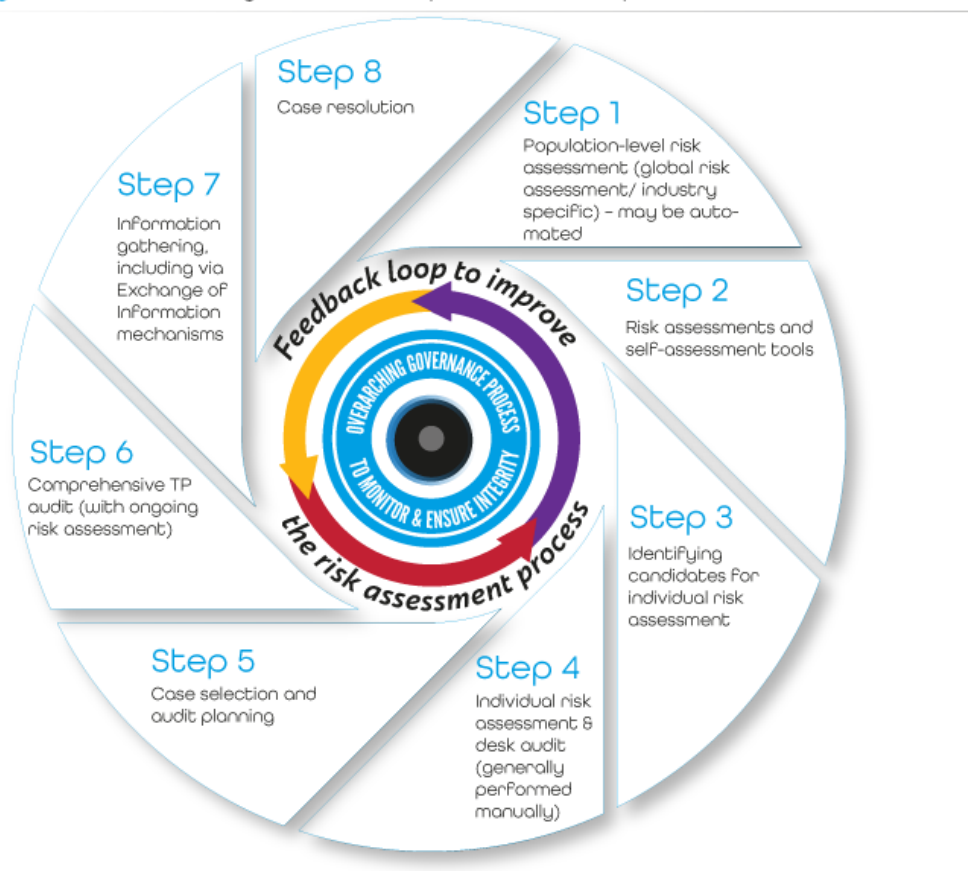 Step 8
Case resolution
Step 1
Population-level risk
assessment (global risk
assessment/ industry
specific) – may be auto-
mated
Step 7
Information
gathering,
including via
Exchange of
Information
mechanisms
Step 2
Risk assessments and
self-assessment tools
Feedback loop to improve
the risk assessment process
OVERARCHING GOVERNANCE PROCESS
TO MONITOR & ENSURE INTEGRITY
Step 6
Comprehensive TP
audit (with ongoing
risk assessment)
Step 3
Identifying
candidates for
individual risk
assessment
Step 5
Case selection and
audit planning
Step 4
Individual risk
assessment &
desk audit
(generally
performed
manually)